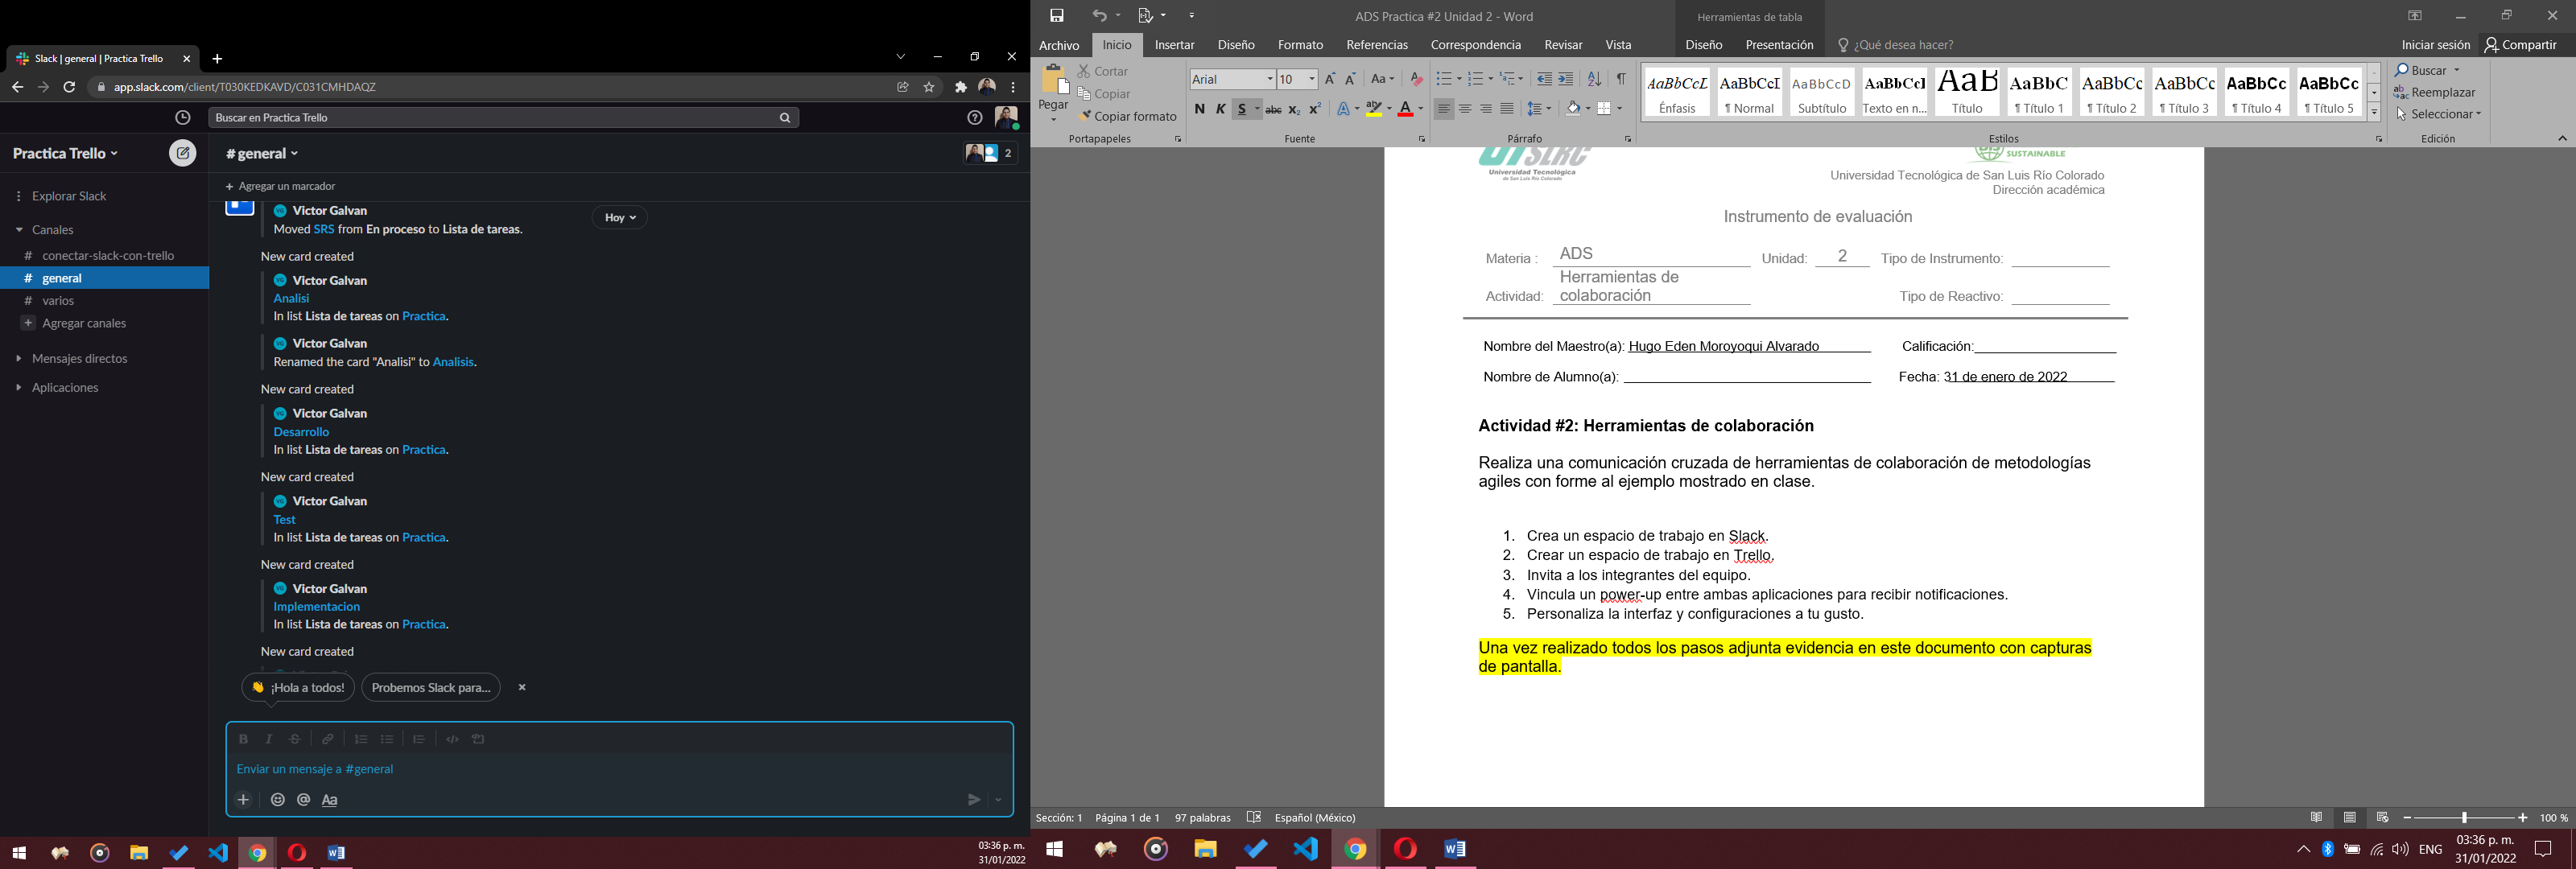 Slack | general | Practica Trello
app.slack.com/client/T030KEDKAVD/C031CMHDAQZ
Buscar en Practica Trello
Practica Trello
#general
2
Agregar un marcador
Explorar Slack
Canales
# conectar-slack-con-trello
# general
# varios
+ Agregar canales
Mensajes directos
Aplicaciones
Victor Galvan
Hoy
Moved SRS from En proceso to Lista de tareas.
New card created
Victor Galvan
Analisi
In list Lista de tareas on Practica.
Victor Galvan
Renamed the card "Analisi" to Analisis.
New card created
Victor Galvan
Desarrollo
In list Lista de tareas on Practica.
New card created
Victor Galvan
Test
In list Lista de tareas on Practica.
New card created
Victor Galvan
Implementacion
In list Lista de tareas on Practica.
New card created
¡Hola a todos!
Probemos Slack para...
Enviar un mensaje a #general
03:36 p. m.
31/01/2022
ADS Practica #2 Unidad 2 - Word
Herramientas de tabla
Archivo Inicio Insertar Diseño Formato Referencias Correspondencia Revisar Vista Diseño Presentación ¿Qué desea hacer?
Iniciar sesión Compartir
Pegar
Cortar
Copiar
Copiar formato
Portapapeles
Arial 10
N K S abc X₂ X²
Fuente
Párrafo
AaBbCcL AaBbCcI AaBbCcD AaBbCcI AaB AaBbC AaBbCc AaBbCc AaBbCc AaBbCc
Énfasis ¶ Normal Subtítulo Texto en n... Título ¶ Título 1 ¶ Título 2 ¶ Título 3 ¶ Título 4 ¶ Título 5
Estilos
Buscar
Reemplazar
Seleccionar
Edición
Universidad Tecnológica
de San Luis Río Colorado
SUSTAINABLE
Universidad Tecnológica de San Luis Río Colorado
Dirección académica
Instrumento de evaluación
Materia : ADS Unidad: 2 Tipo de Instrumento:
Actividad: Herramientas de
colaboración Tipo de Reactivo:
Nombre del Maestro(a): Hugo Eden Moroyoqui Alvarado Calificación:
Nombre de Alumno(a): Fecha: 31 de enero de 2022
Actividad #2: Herramientas de colaboración
Realiza una comunicación cruzada de herramientas de colaboración de metodologías
agiles con forme al ejemplo mostrado en clase.
1. Crea un espacio de trabajo en Slack.
2. Crear un espacio de trabajo en Trello.
3. Invita a los integrantes del equipo.
4. Vincula un power-up entre ambas aplicaciones para recibir notificaciones.
5. Personaliza la interfaz y configuraciones a tu gusto.
Una vez realizado todos los pasos adjunta evidencia en este documento con capturas
de pantalla.
Sección: 1 Página 1 de 1 97 palabras Español (México)
100 %
ENG
03:36 p. m.
31/01/2022